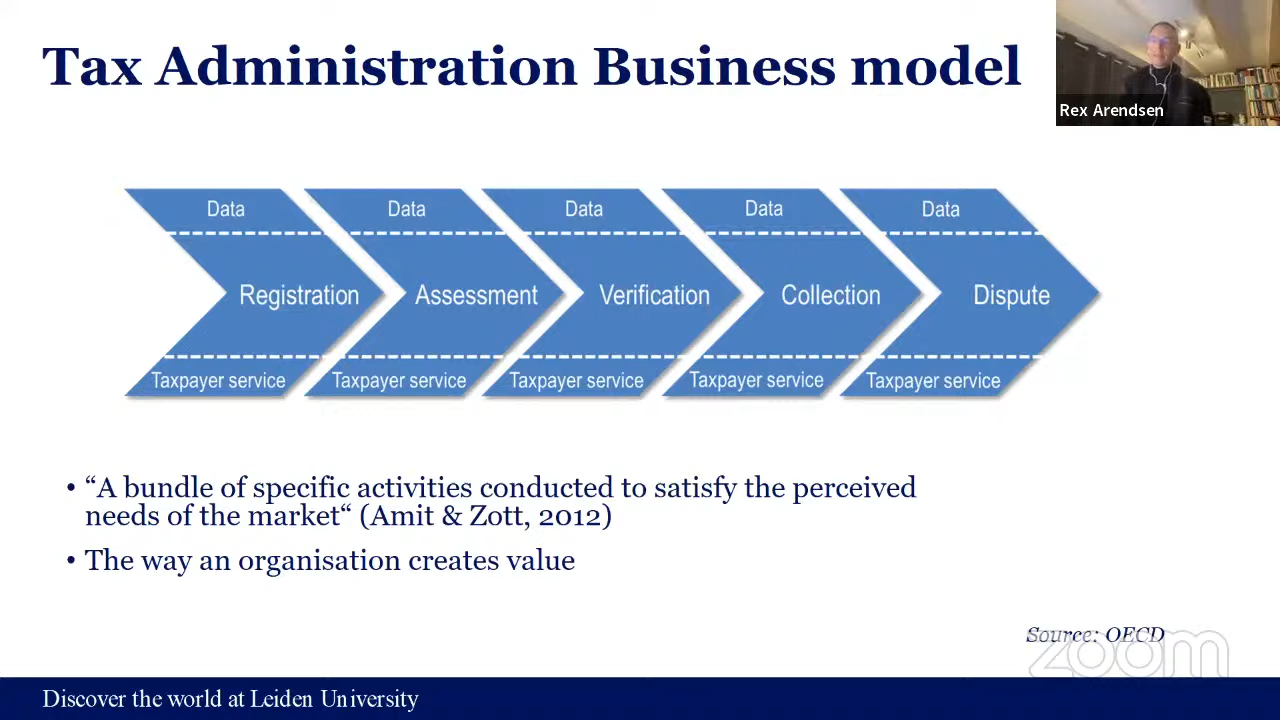 Tax Administration Business model
Rex Arendsen
Data
Data
Data
Data
Data
Registration
Assessment
Verification
Collection
Dispute
Taxpayer service
Taxpayer service
Taxpayer service
Taxpayer service
Taxpayer service
• “A bundle of specific activities conducted to satisfy the perceived
needs of the market“ (Amit & Zott, 2012)
• The way an organisation creates value
Source: OECD
zoom
Discover the world at Leiden University